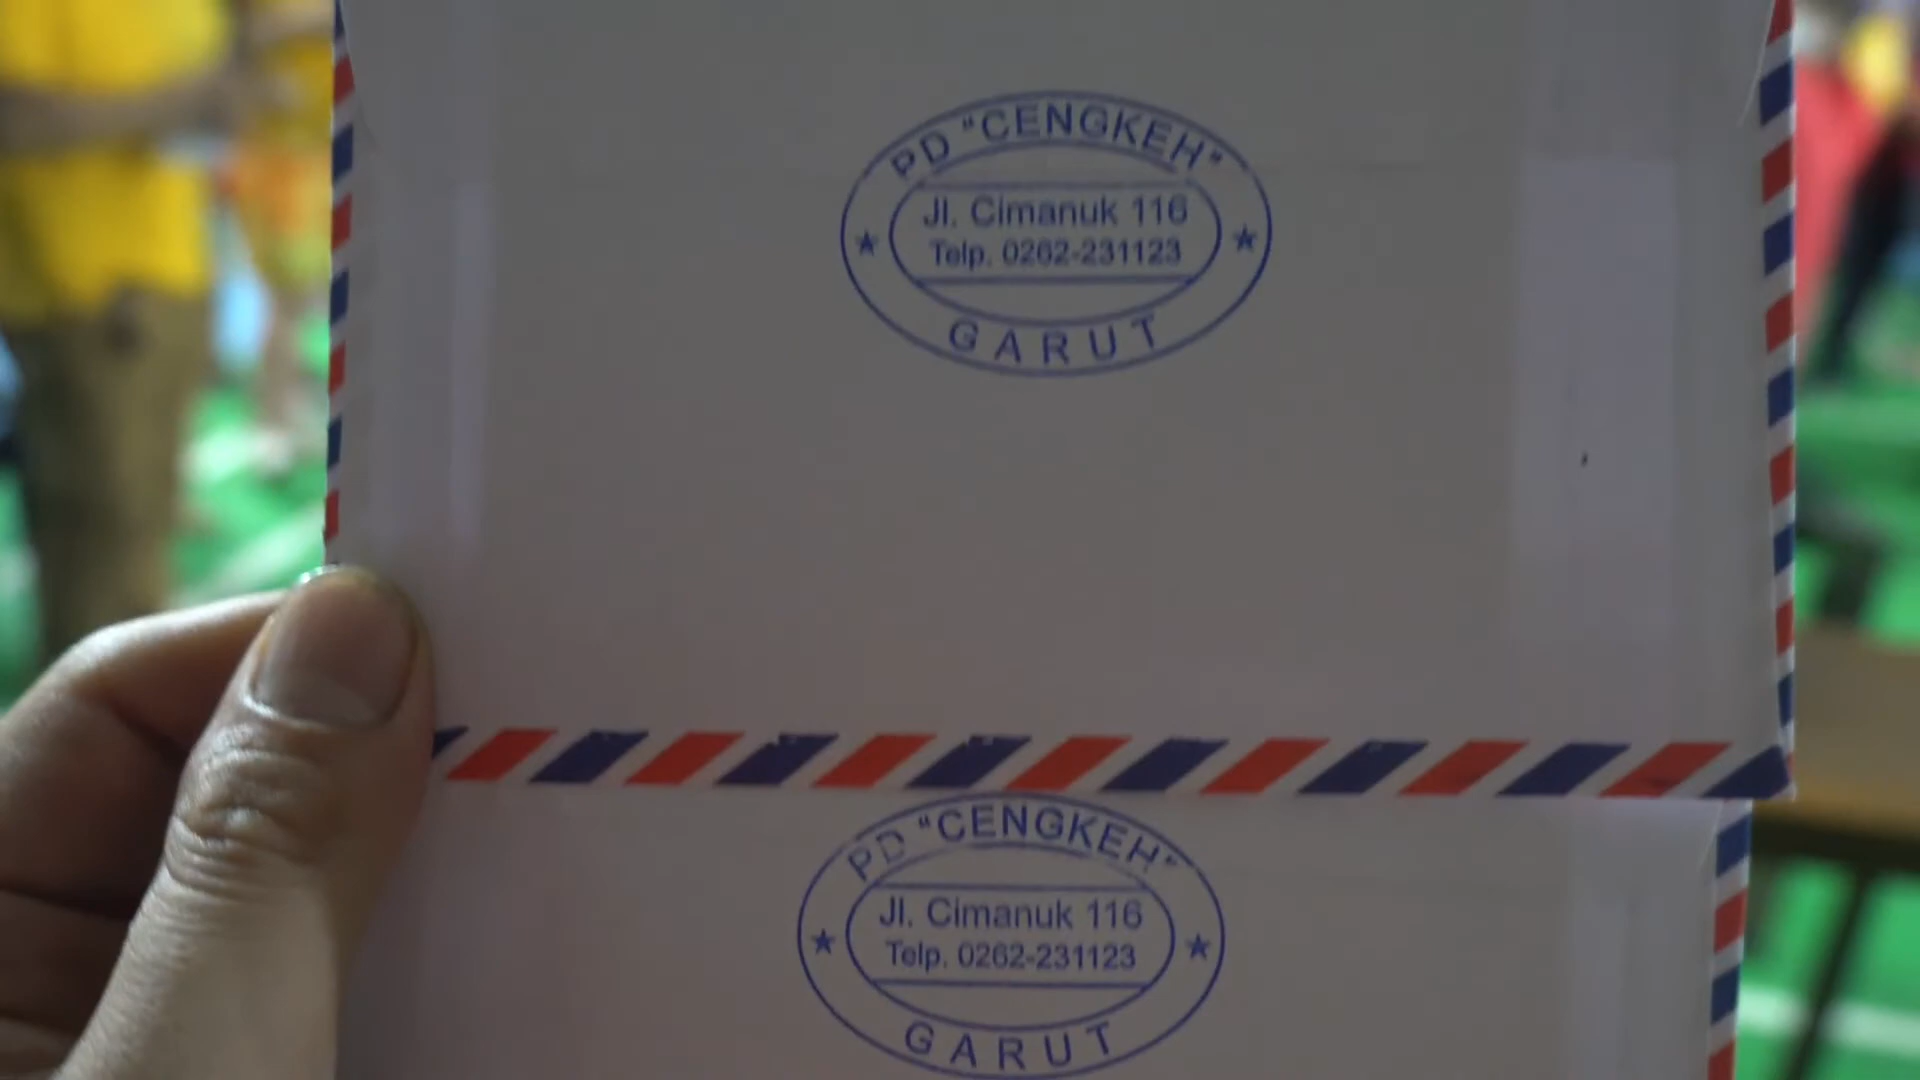 PD "CENGKEH"
Jl. Cimanuk 116
Telp. 0262-231123
GARUT
PD "CENGKEH"
Jl. Cimanuk 116
Telp. 0262-231123
GARUT